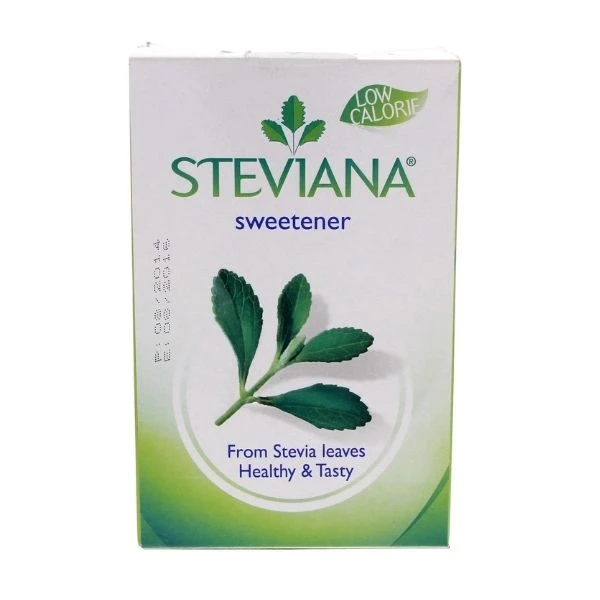 LOW
CALORIE
STEVIANA®
sweetener
P: 08/2014
E: 08/2016
From Stevia leaves
Healthy & Tasty